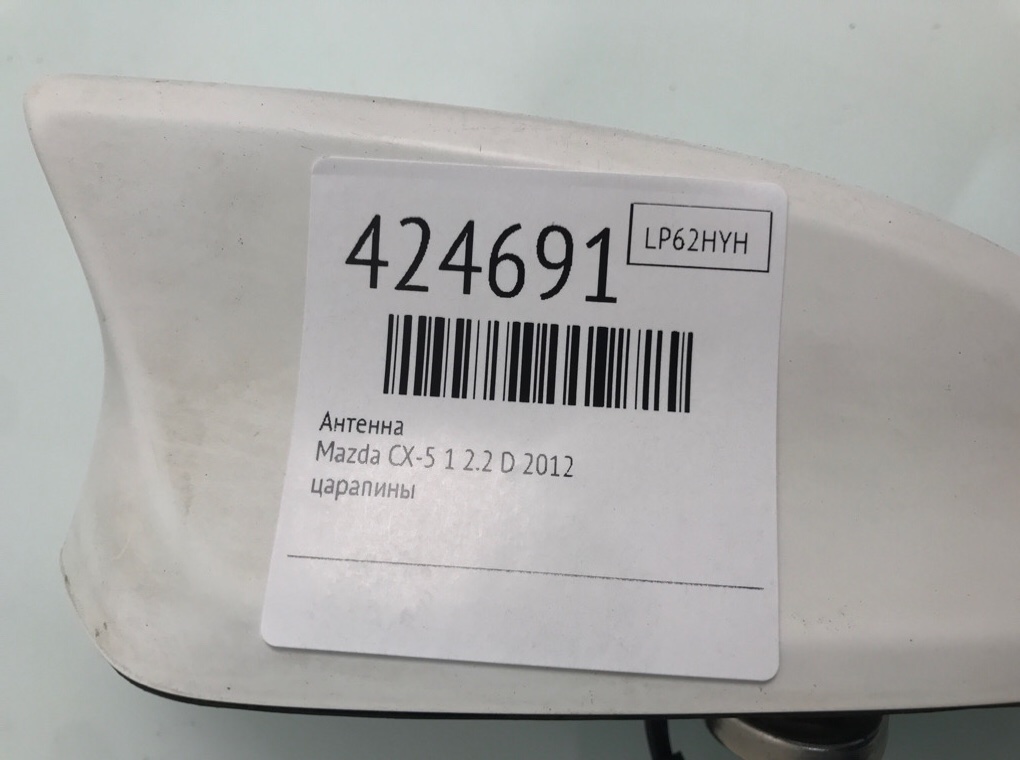 424691
LP62HYH
Антенна
Mazda CX-5 1 2.2 D 2012
царапины